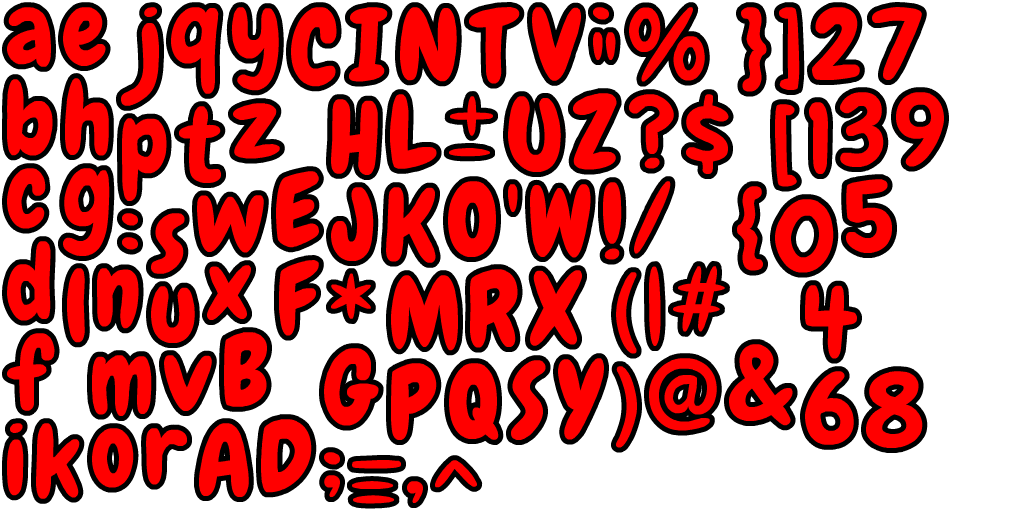 ae jqyCINTV"% }]27
bhptz HL+-UZ?$ [139
cg:swEJKO'W!/ {05
dlnux F*MRX (|# 4
f mvB GPQSY)@&68
ikorAD;=_,^